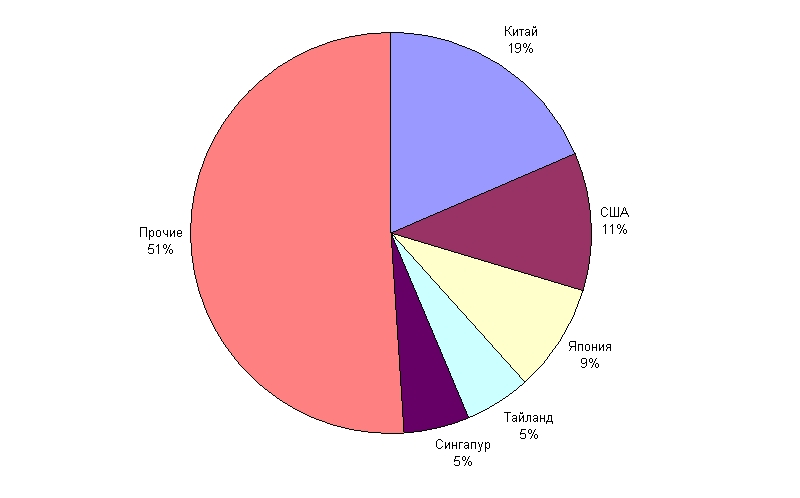 Китай
19%
США
11%
Япония
9%
Тайланд
5%
Сингапур
5%
Прочие
51%